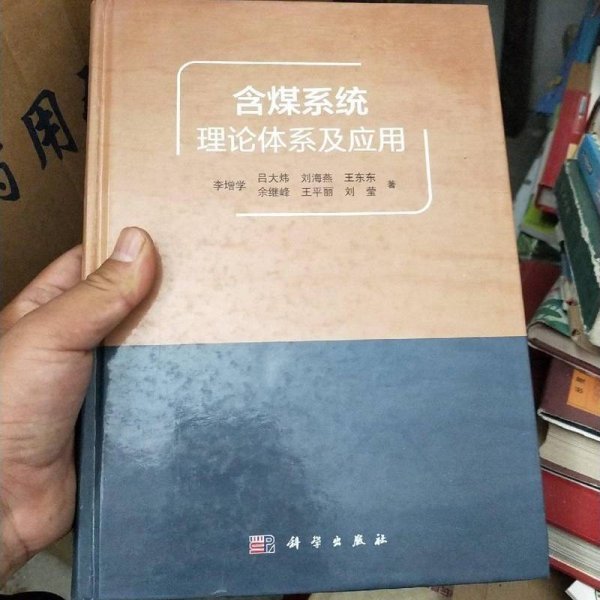 含煤系统
理论体系及应用
李增学 吕大炜 刘海燕 王东东
余继峰 王平丽 刘莹 著
科学出版社
用